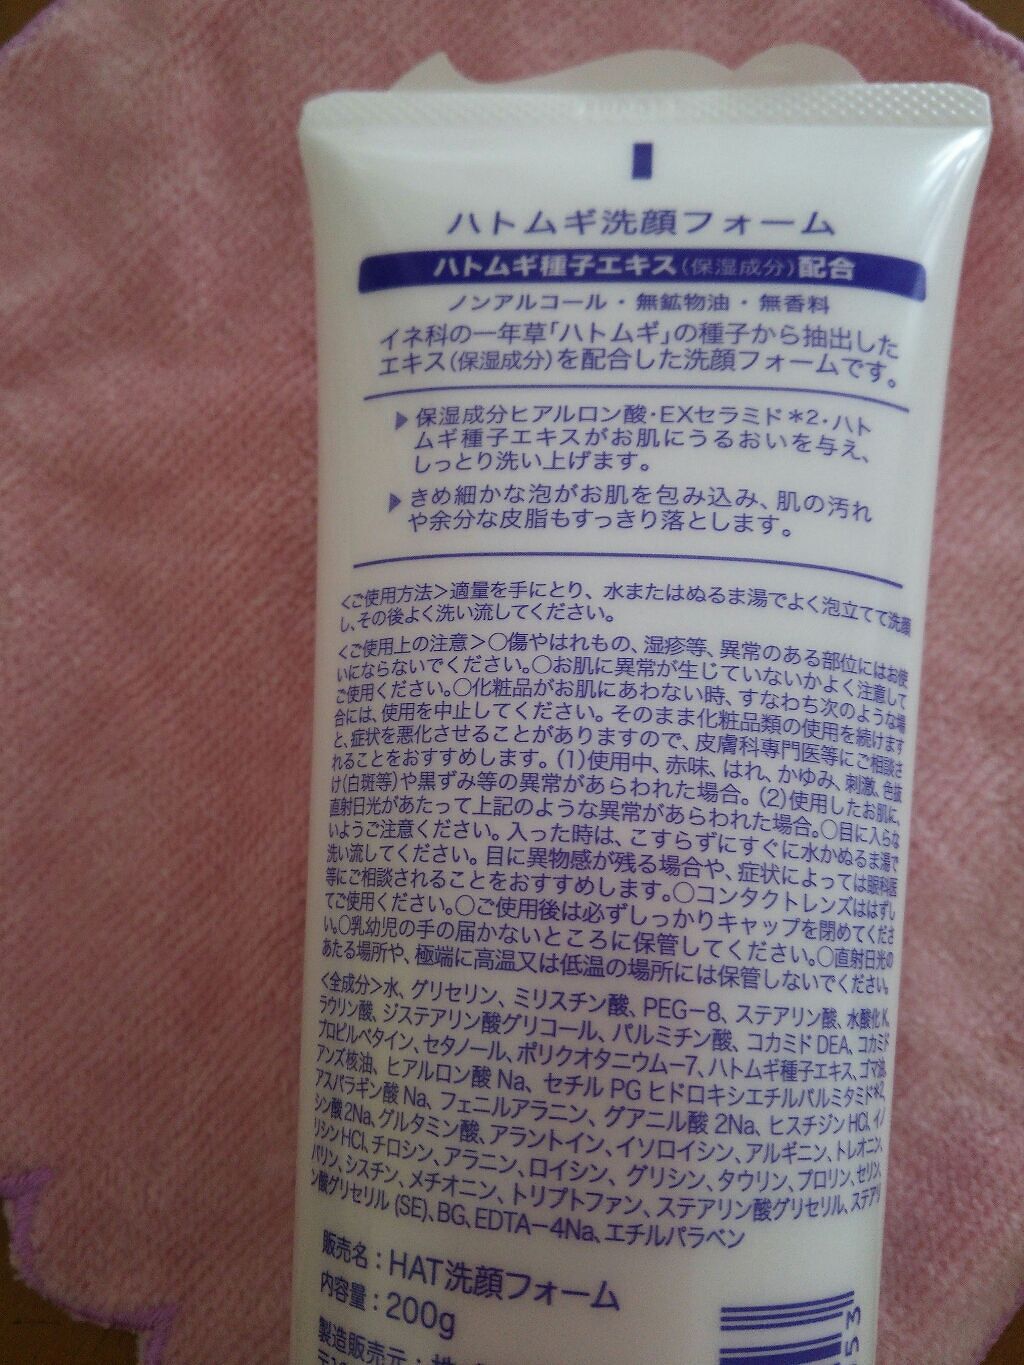 ハトムギ洗顔フォーム
ハトムギ種子エキス(保湿成分)配合
ノンアルコール・無鉱物油・無香料
イネ科の一年草「ハトムギ」の種子から抽出した
エキス(保湿成分)を配合した洗顔フォームです。
▶保湿成分ヒアルロン酸・EXセラミド＊2・ハト
ムギ種子エキスがお肌にうるおいを与え、
しっとり洗い上げます。
▶きめ細かな泡がお肌を包み込み、肌の汚れ
や余分な皮脂もすっきり落とします。
<ご使用方法>適量を手にとり、水またはぬるま湯でよく泡立てて洗顔
し、その後よく洗い流してください。
<ご使用上の注意>○傷やはれもの、湿疹等、異常のある部位にはお使
いにならないでください。○お肌に異常が生じていないかよく注意して
ご使用ください。○化粧品がお肌にあわない時、すなわち次のような場
合には、使用を中止してください。そのまま化粧品類の使用を続けます
と、症状を悪化させることがありますので、皮膚科専門医等にご相談さ
れることをおすすめします。(1)使用中、赤味、はれ、かゆみ、刺激、色抜
け(白斑等)や黒ずみ等の異常があらわれた場合。(2)使用したお肌に、
直射日光があたって上記のような異常があらわれた場合。○目に入らな
いようご注意ください。入った時は、こすらずにすぐに水かぬるま湯で
洗い流してください。目に異物感が残る場合や、症状によっては眼科医
等にご相談されることをおすすめします。○コンタクトレンズははずし
てご使用ください。○ご使用後は必ずしっかりキャップを閉めてくださ
い。○乳幼児の手の届かないところに保管してください。○直射日光の
あたる場所や、極端に高温又は低温の場所には保管しないでください。
<全成分>水、グリセリン、ミリスチン酸、PEG-8、ステアリン酸、水酸化K、
ラウリン酸、ジステアリン酸グリコール、パルミチン酸、コカミドDEA、コカミド
プロピルベタイン、セタノール、ポリクオタニウム-7、ハトムギ種子エキス、ゴマ油、
アンズ核油、ヒアルロン酸Na、セチルPGヒドロキシエチルパルミタミド＊2、
アスパラギン酸Na、フェニルアラニン、グアニル酸2Na、ヒスチジンHCl、イノ
シン酸2Na、グルタミン酸、アラントイン、イソロイシン、アルギニン、トレオニン、
リシンHCl、チロシン、アラニン、ロイシン、グリシン、タウリン、プロリン、セリン、
バリン、シスチン、メチオニン、トリプトファン、ステアリン酸グリセリル、ステアリ
ン酸グリセリル(SE)、BG、EDTA-4Na、エチルパラベン
販売名：HAT洗顔フォーム
内容量：200g
製造販売元：株
53